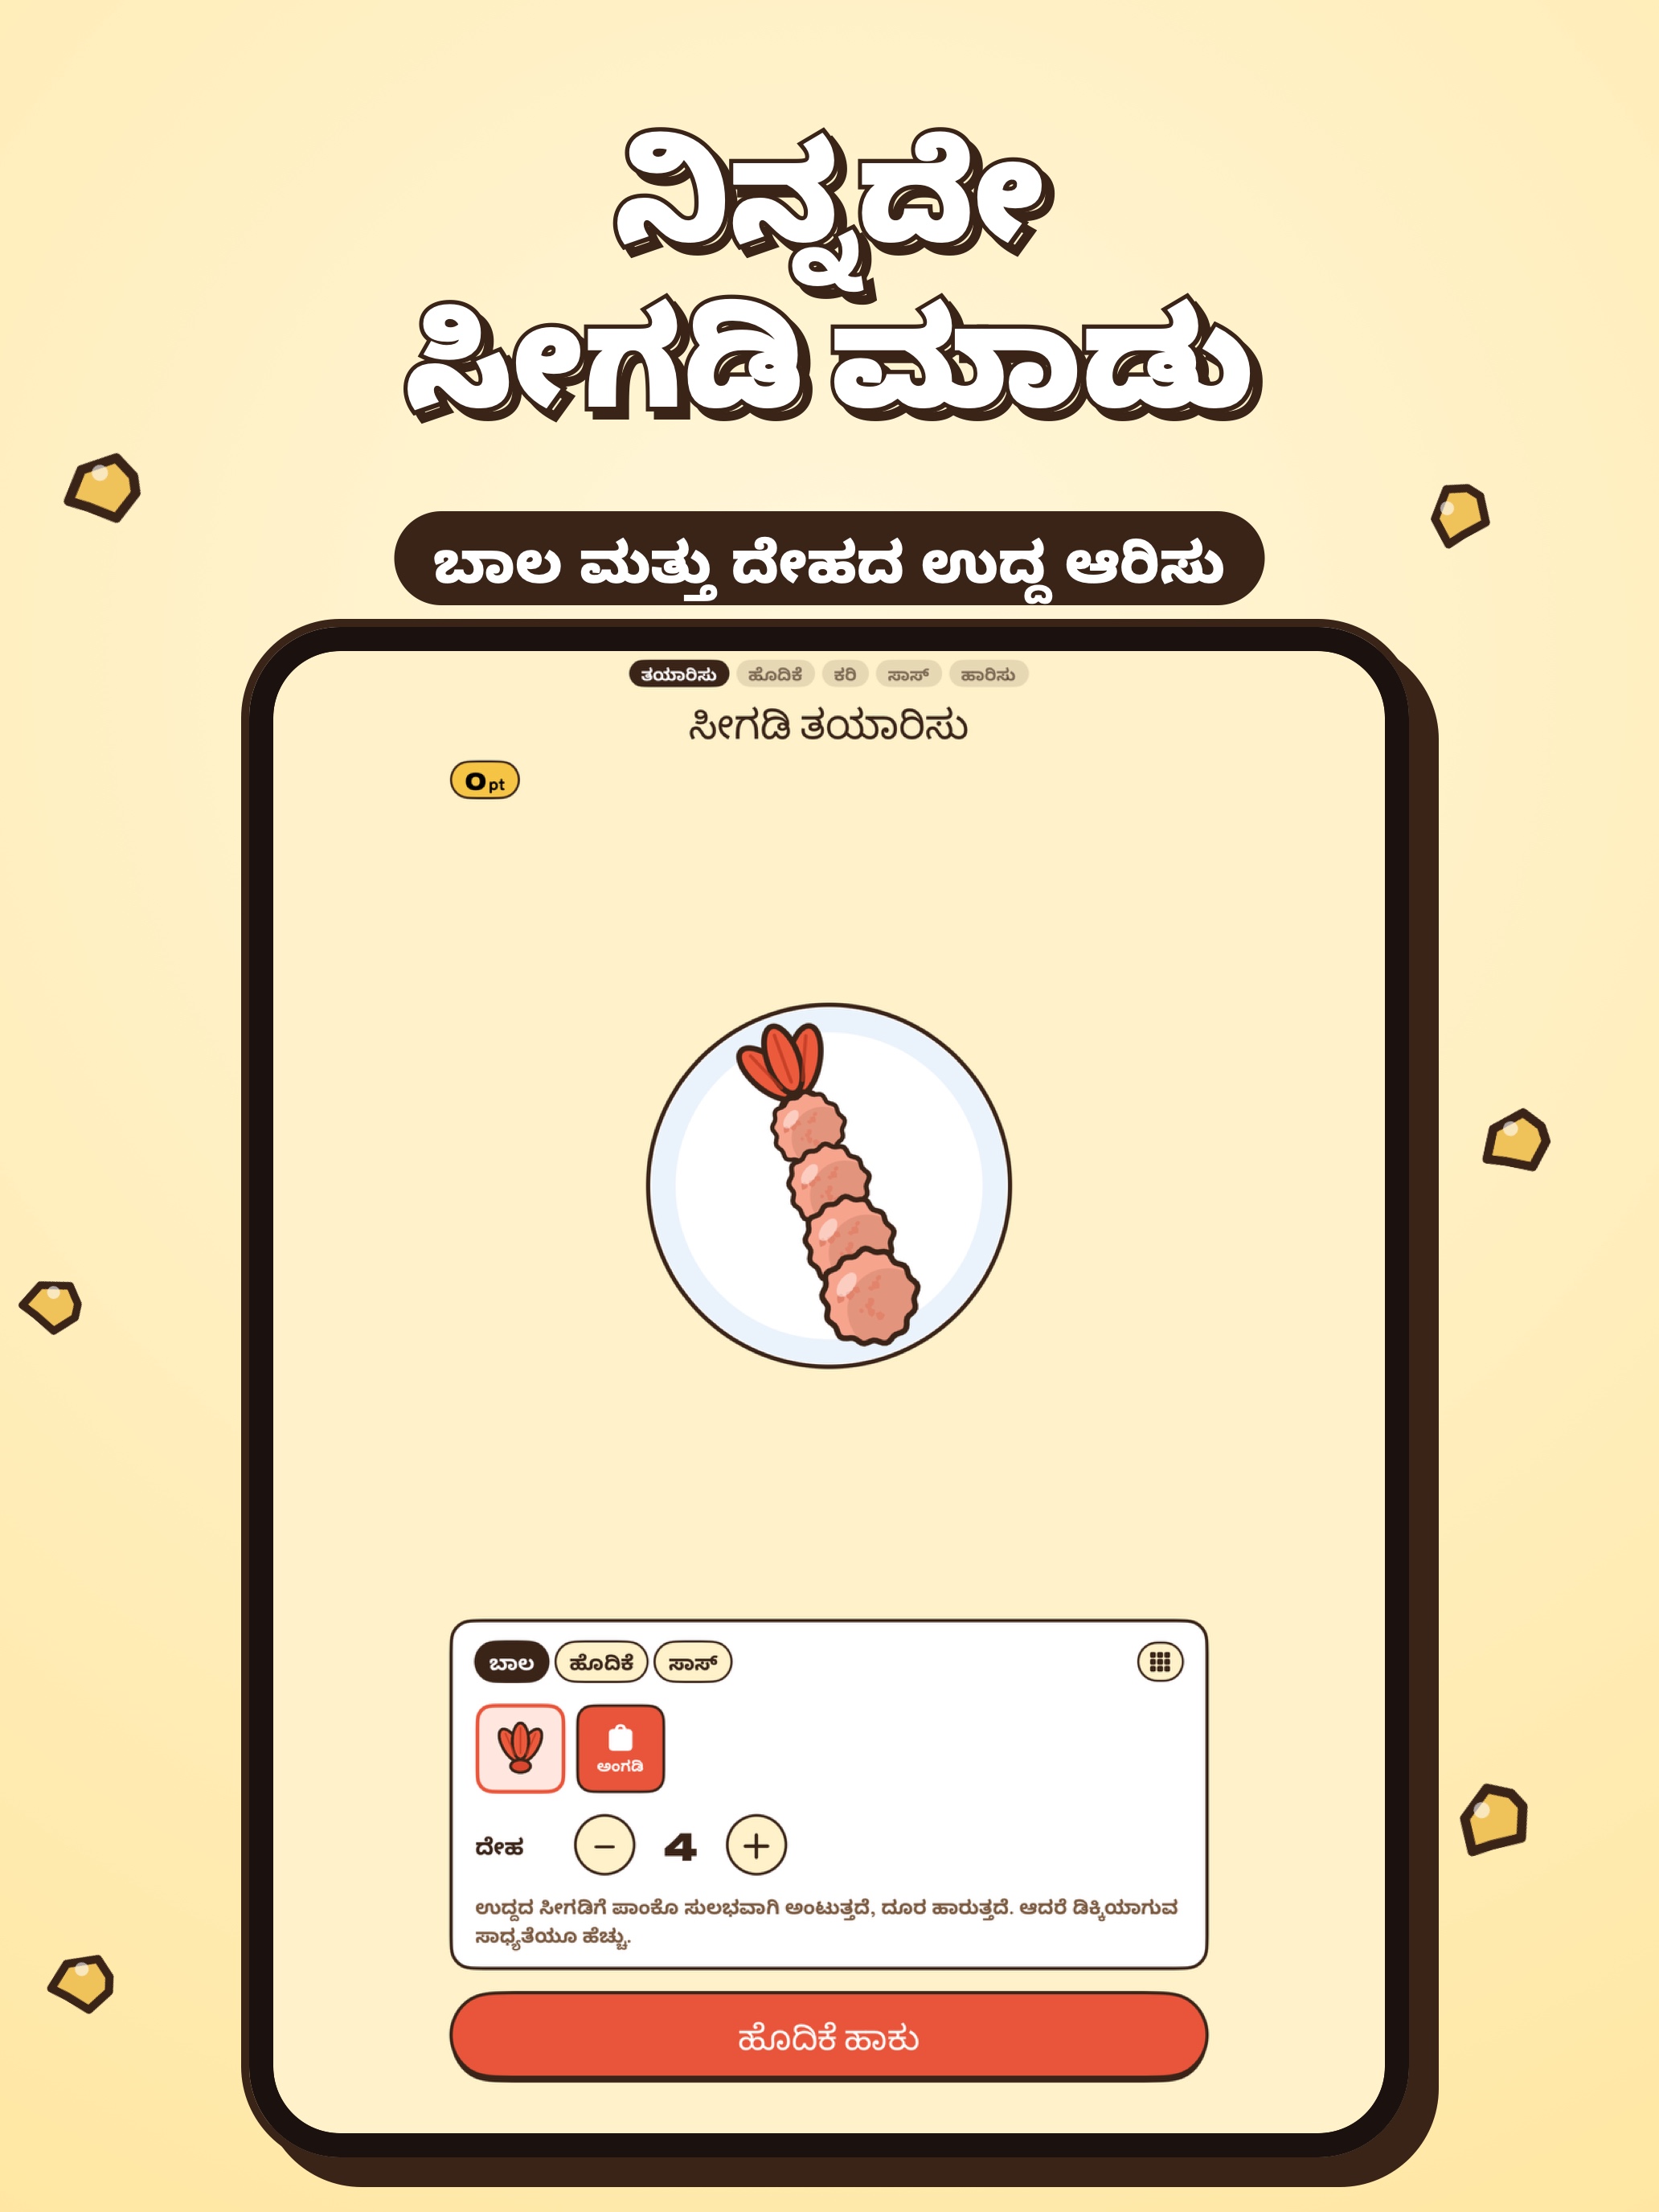 ನಿನ್ನದೇ
ಸೀಗಡಿ ಮಾಡು
ಬಾಲ ಮತ್ತು ದೇಹದ ಉದ್ದ ಆರಿಸು
ತಯಾರಿಸು ಹೊದಿಕೆ ಕರಿ ಸಾಸ್ ಹಾರಿಸು
ಸೀಗಡಿ ತಯಾರಿಸು
0pt
ಬಾಲ ಹೊದಿಕೆ ಸಾಸ್
ಅಂಗಡಿ
ದೇಹ − 4 +
ಉದ್ದದ ಸೀಗಡಿಗೆ ಪಾಂಕೊ ಸುಲಭವಾಗಿ ಅಂಟುತ್ತದೆ, ದೂರ ಹಾರುತ್ತದೆ. ಆದರೆ ಡಿಕ್ಕಿಯಾಗುವ
ಸಾಧ್ಯತೆಯೂ ಹೆಚ್ಚು.
ಹೊದಿಕೆ ಹಾಕು